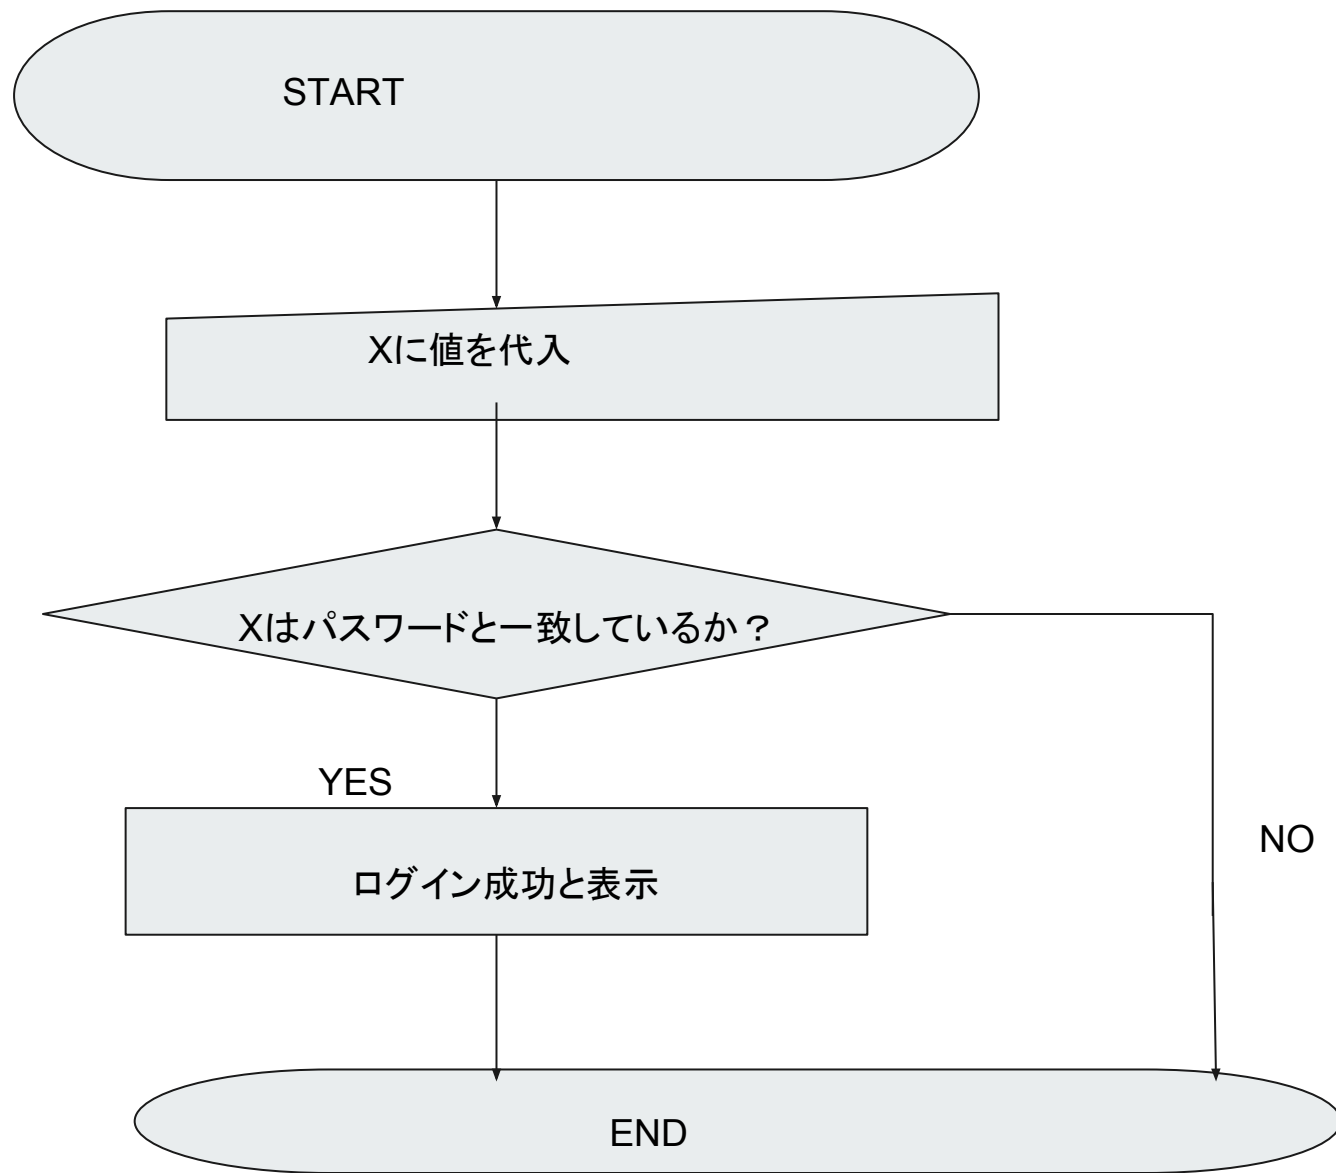 START
Xに値を代入
Xはパスワードと一致しているか？
YES
NO
ログイン成功と表示
END